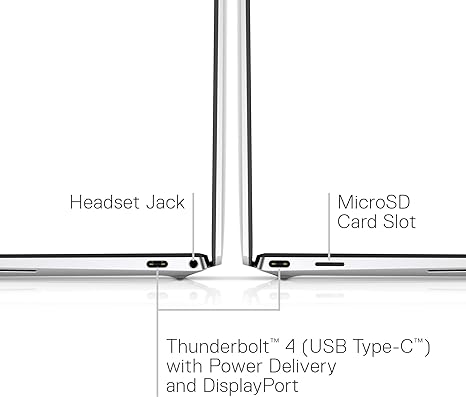 Headset Jack
MicroSD
Card Slot
Thunderbolt™ 4 (USB Type-C™)
with Power Delivery
and DisplayPort